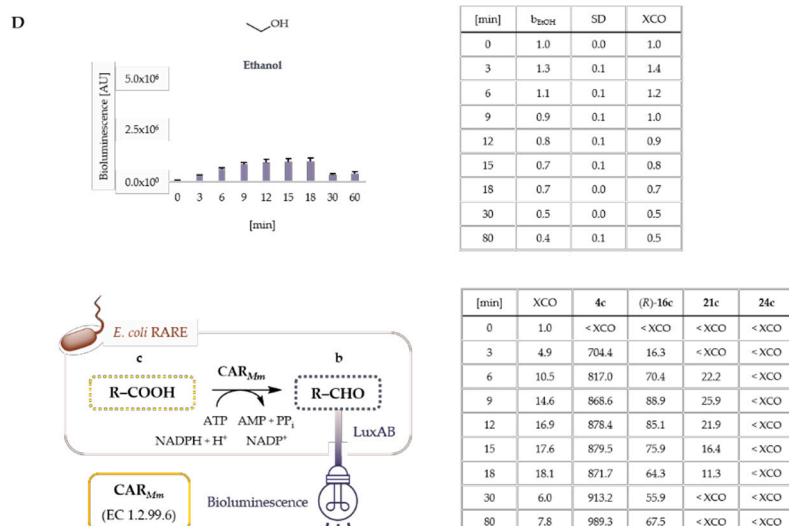 D
OH
Ethanol
Bioluminescence [AU]
5.0x10⁶
2.5x10⁶
0.0x10⁰
0 3 6 9 12 15 18 30 60
[min]
[min] b_EtOH SD XCO
0 1.0 0.0 1.0
3 1.3 0.1 1.4
6 1.1 0.1 1.2
9 0.9 0.1 1.0
12 0.8 0.1 0.9
15 0.7 0.1 0.8
18 0.7 0.0 0.7
30 0.5 0.0 0.5
80 0.4 0.1 0.5
E. coli RARE
c CAR_Mm b
R–COOH R–CHO
ATP AMP + PPᵢ
NADPH + H⁺ NADP⁺
LuxAB
CAR_Mm
(EC 1.2.99.6)
Bioluminescence
[min] XCO 4c (R)-16c 21c 24c
0 1.0 <XCO <XCO <XCO <XCO
3 4.9 704.4 16.3 <XCO <XCO
6 10.5 817.0 70.4 22.2 <XCO
9 14.6 868.6 88.9 25.9 <XCO
12 16.9 878.4 85.1 21.9 <XCO
15 17.6 879.5 75.9 16.4 <XCO
18 18.1 871.7 64.3 11.3 <XCO
30 6.0 913.2 55.9 <XCO <XCO
80 7.8 989.3 67.5 <XCO <XCO